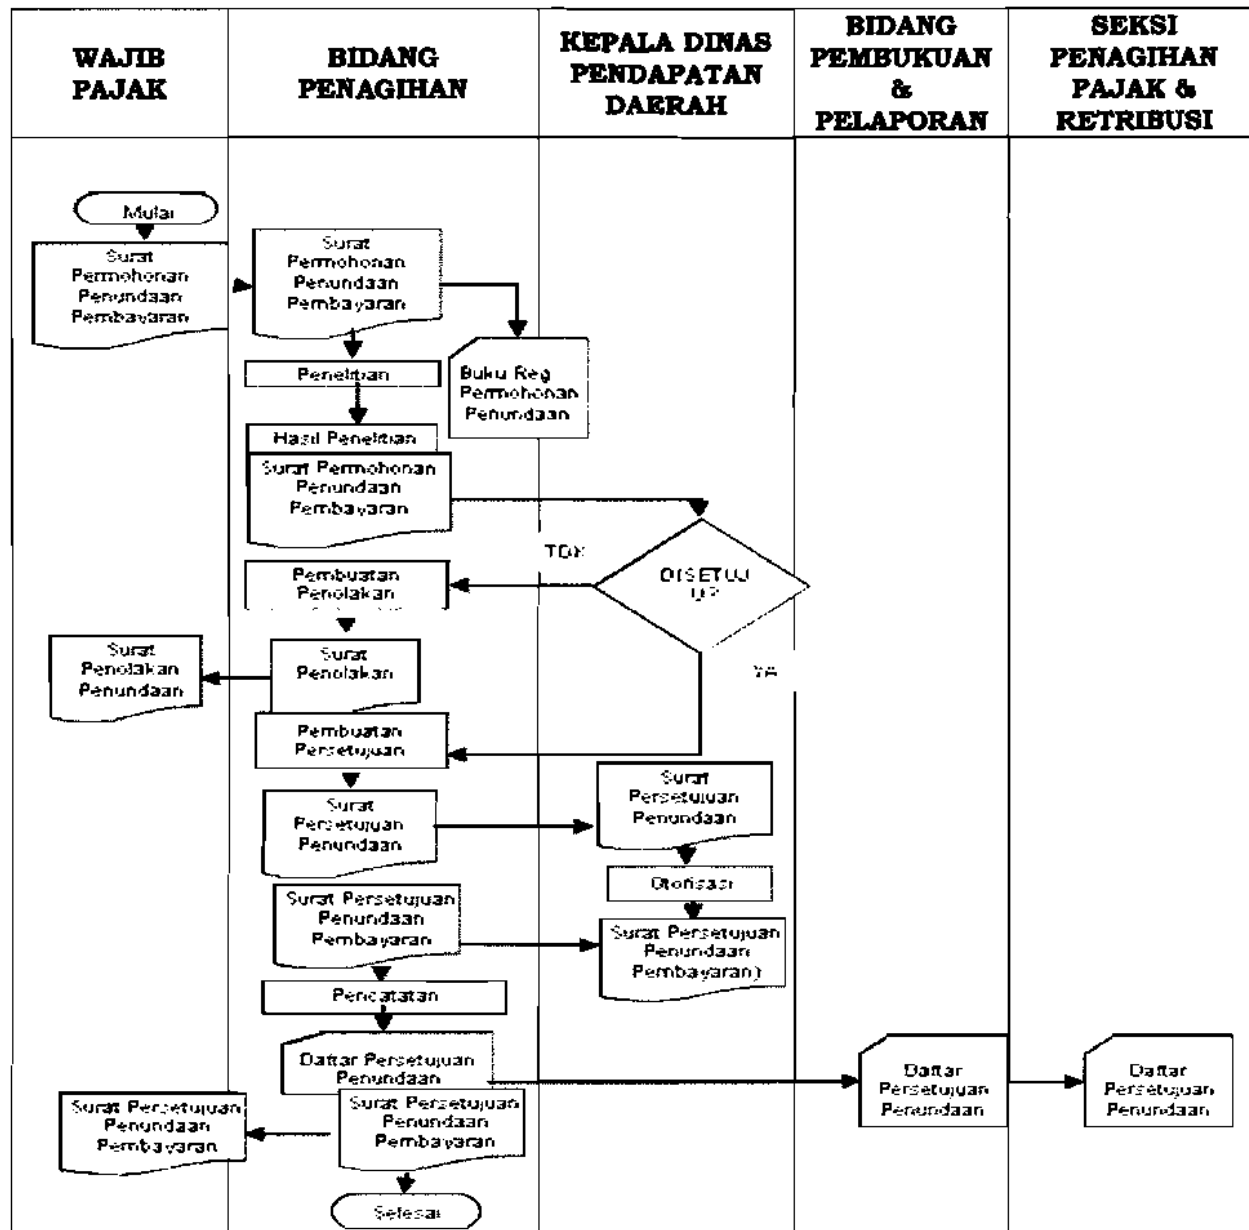 WAJIB
PAJAK
BIDANG
PENAGIHAN
KEPALA DINAS
PENDAPATAN
DAERAH
BIDANG
PEMBUKUAN
&
PELAPORAN
SEKSI
PENAGIHAN
PAJAK &
RETRIBUSI
Mulai
Surat
Permohonan
Penundaan
Pembayaran
Surat
Permohonan
Penundaan
Pembayaran
Penelitian
Buku Reg
Permohonan
Penundaan
Hasil Penelitian
Surat Permohonan
Penundaan
Pembayaran
TDK
DISETUJ
U?
YA
Pembuatan
Penolakan
Surat
Penolakan
Surat
Penolakan
Penundaan
Pembuatan
Persetujuan
Surat
Persetujuan
Penundaan
Surat
Persetujuan
Penundaan
Otorisasi
Surat Persetujuan
Penundaan
Pembayaran
Surat Persetujuan
Penundaan
Pembayaran)
Pencatatan
Daftar Persetujuan
Penundaan
Daftar
Persetujuan
Penundaan
Daftar
Persetujuan
Penundaan
Surat Persetujuan
Penundaan
Pembayaran
Surat Persetujuan
Penundaan
Pembayaran
Selesai